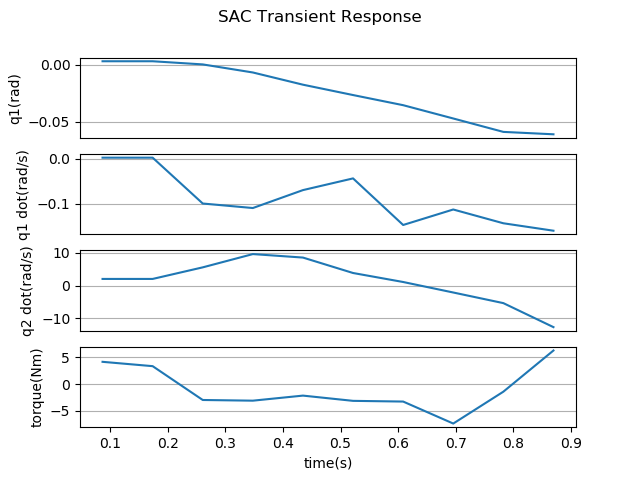 SAC Transient Response
q1(rad)
0.00
−0.05
q1 dot(rad/s)
0.0
−0.1
q2 dot(rad/s)
10
0
−10
torque(Nm)
5
0
−5
0.1 0.2 0.3 0.4 0.5 0.6 0.7 0.8 0.9
time(s)